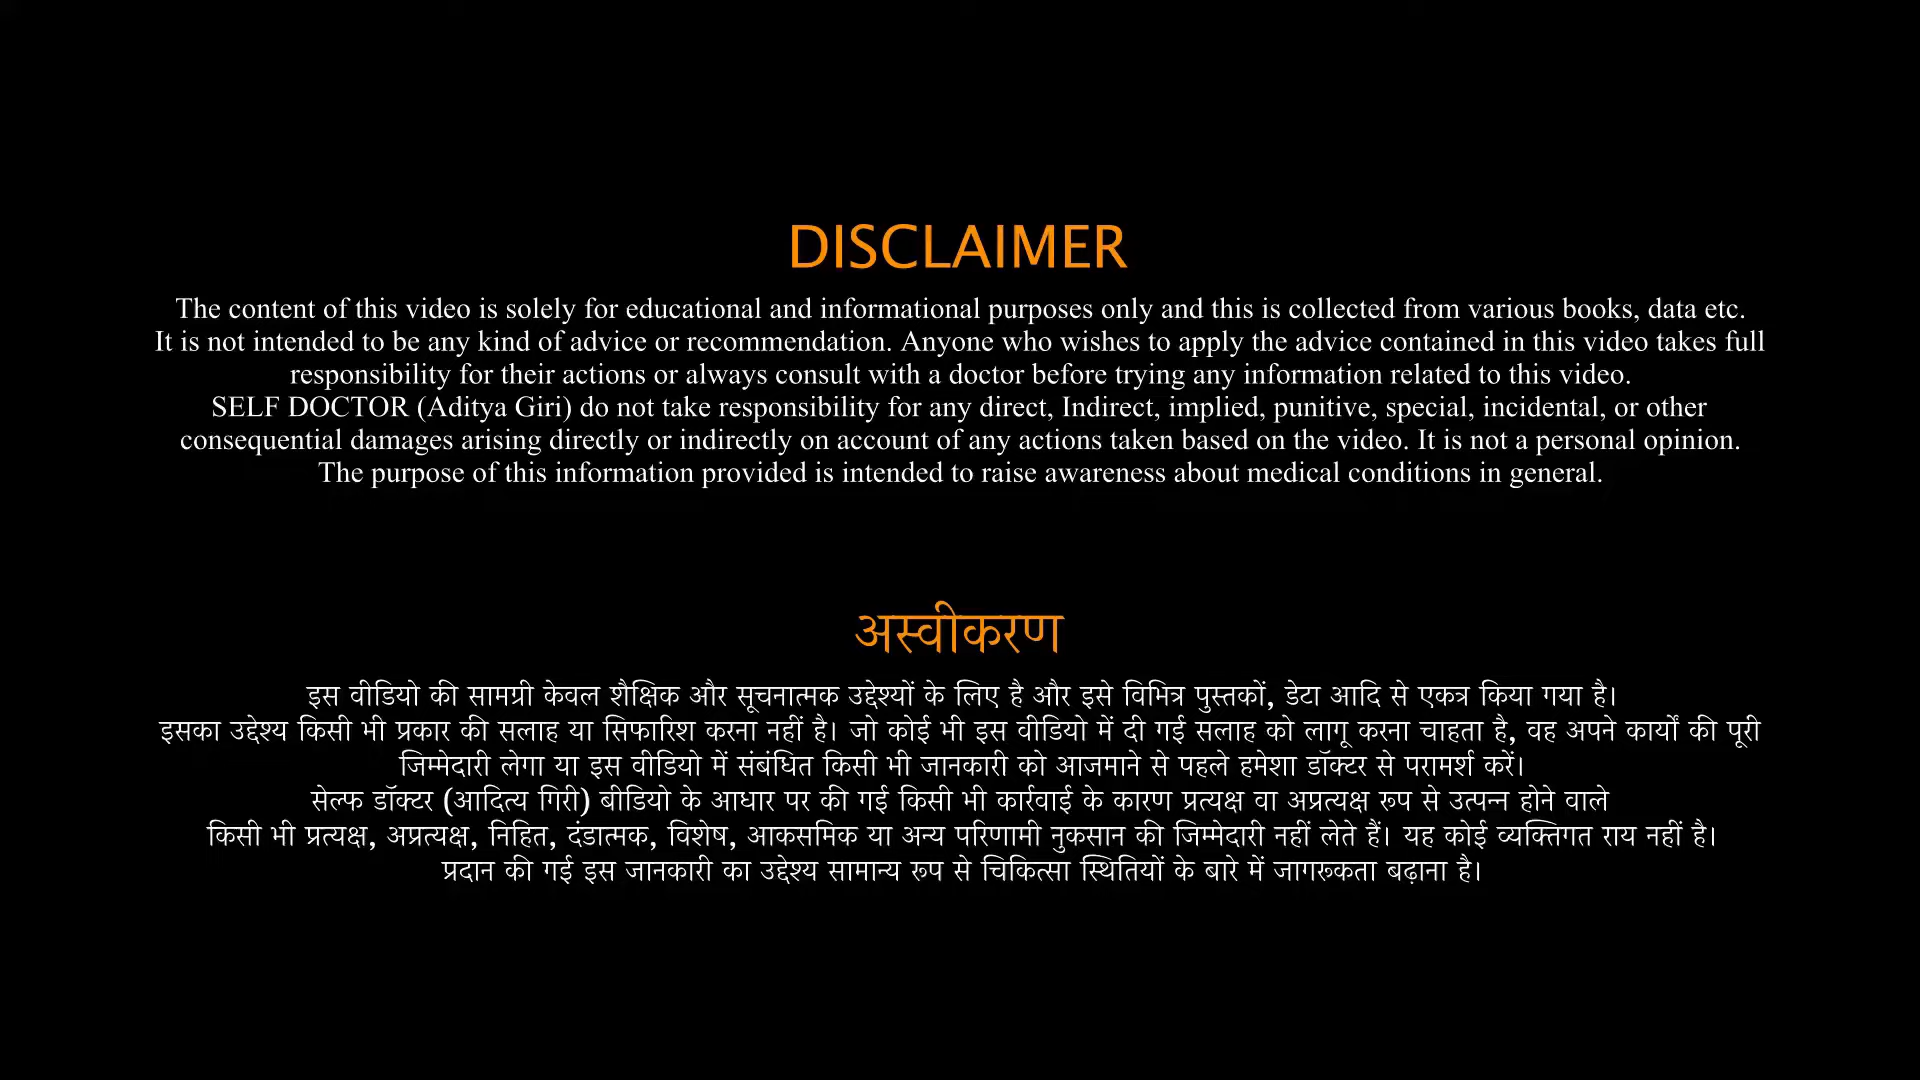 DISCLAIMER
The content of this video is solely for educational and informational purposes only and this is collected from various books, data etc.
It is not intended to be any kind of advice or recommendation. Anyone who wishes to apply the advice contained in this video takes full
responsibility for their actions or always consult with a doctor before trying any information related to this video.
SELF DOCTOR (Aditya Giri) do not take responsibility for any direct, Indirect, implied, punitive, special, incidental, or other
consequential damages arising directly or indirectly on account of any actions taken based on the video. It is not a personal opinion.
The purpose of this information provided is intended to raise awareness about medical conditions in general.
अस्वीकरण
इस वीडियो की सामग्री केवल शैक्षिक और सूचनात्मक उद्देश्यों के लिए है और इसे विभिन्न पुस्तकों, डेटा आदि से एकत्र किया गया है।
इसका उद्देश्य किसी भी प्रकार की सलाह या सिफारिश करना नहीं है। जो कोई भी इस वीडियो में दी गई सलाह को लागू करना चाहता है, वह अपने कार्यों की पूरी
जिम्मेदारी लेगा या इस वीडियो में संबंधित किसी भी जानकारी को आजमाने से पहले हमेशा डॉक्टर से परामर्श करें।
सेल्फ डॉक्टर (आदित्य गिरी) बीडियो के आधार पर की गई किसी भी कार्रवाई के कारण प्रत्यक्ष वा अप्रत्यक्ष रूप से उत्पन्न होने वाले
किसी भी प्रत्यक्ष, अप्रत्यक्ष, निहित, दंडात्मक, विशेष, आकसमिक या अन्य परिणामी नुकसान की जिम्मेदारी नहीं लेते हैं। यह कोई व्यक्तिगत राय नहीं है।
प्रदान की गई इस जानकारी का उद्देश्य सामान्य रूप से चिकित्सा स्थितियों के बारे में जागरूकता बढ़ाना है।